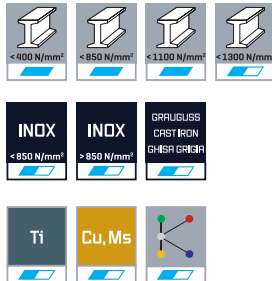 <400 N/mm² <850 N/mm² <1100 N/mm² <1300 N/mm²
INOX INOX GRAUGUSS
CAST IRON
GHISA GRIGIA
<850 N/mm² >850 N/mm²
Ti Cu, Ms